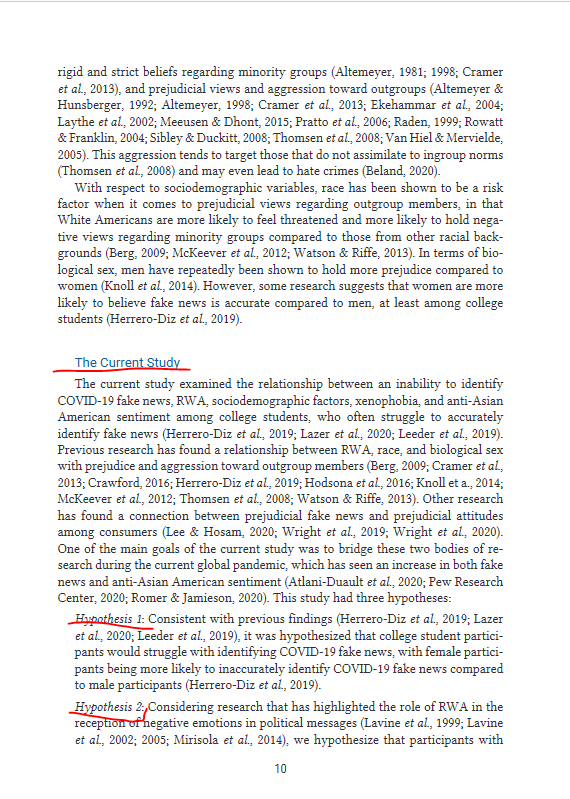 rigid and strict beliefs regarding minority groups (Altemeyer, 1981; 1998; Cramer
et al., 2013), and prejudicial views and aggression toward outgroups (Altemeyer &
Hunsberger, 1992; Altemeyer, 1998; Cramer et al., 2013; Ekehammar et al., 2004;
Laythe et al., 2002; Meeusen & Dhont, 2015; Pratto et al., 2006; Raden, 1999; Rowatt
& Franklin, 2004; Sibley & Duckitt, 2008; Thomsen et al., 2008; Van Hiel & Mervielde,
2005). This aggression tends to target those that do not assimilate to ingroup norms
(Thomsen et al., 2008) and may even lead to hate crimes (Beland, 2020).
With respect to sociodemographic variables, race has been shown to be a risk
factor when it comes to prejudicial views regarding outgroup members, in that
White Americans are more likely to feel threatened and more likely to hold nega-
tive views regarding minority groups compared to those from other racial back-
grounds (Berg, 2009; McKeever et al., 2012; Watson & Riffe, 2013). In terms of bio-
logical sex, men have repeatedly been shown to hold more prejudice compared to
women (Knoll et al., 2014). However, some research suggests that women are more
likely to believe fake news is accurate compared to men, at least among college
students (Herrero-Diz et al., 2019).
The Current Study
The current study examined the relationship between an inability to identify
COVID-19 fake news, RWA, sociodemographic factors, xenophobia, and anti-Asian
American sentiment among college students, who often struggle to accurately
identify fake news (Herrero-Diz et al., 2019; Lazer et al., 2020; Leeder et al., 2019).
Previous research has found a relationship between RWA, race, and biological sex
with prejudice and aggression toward outgroup members (Berg, 2009; Cramer et al.,
2013; Crawford, 2016; Herrero-Diz et al., 2019; Hodsona et al., 2016; Knoll et a., 2014;
McKeever et al., 2012; Thomsen et al., 2008; Watson & Riffe, 2013). Other research
has found a connection between prejudicial fake news and prejudicial attitudes
among consumers (Lee & Hosam, 2020; Wright et al., 2019; Wright et al., 2020).
One of the main goals of the current study was to bridge these two bodies of re-
search during the current global pandemic, which has seen an increase in both fake
news and anti-Asian American sentiment (Atlani-Duault et al., 2020; Pew Research
Center, 2020; Romer & Jamieson, 2020). This study had three hypotheses:
Hypothesis 1: Consistent with previous findings (Herrero-Diz et al., 2019; Lazer
et al., 2020; Leeder et al., 2019), it was hypothesized that college student partici-
pants would struggle with identifying COVID-19 fake news, with female partici-
pants being more likely to inaccurately identify COVID-19 fake news compared
to male participants (Herrero-Diz et al., 2019).
Hypothesis 2: Considering research that has highlighted the role of RWA in the
reception of negative emotions in political messages (Lavine et al., 1999; Lavine
et al., 2002; 2005; Mirisola et al., 2014), we hypothesize that participants with
10